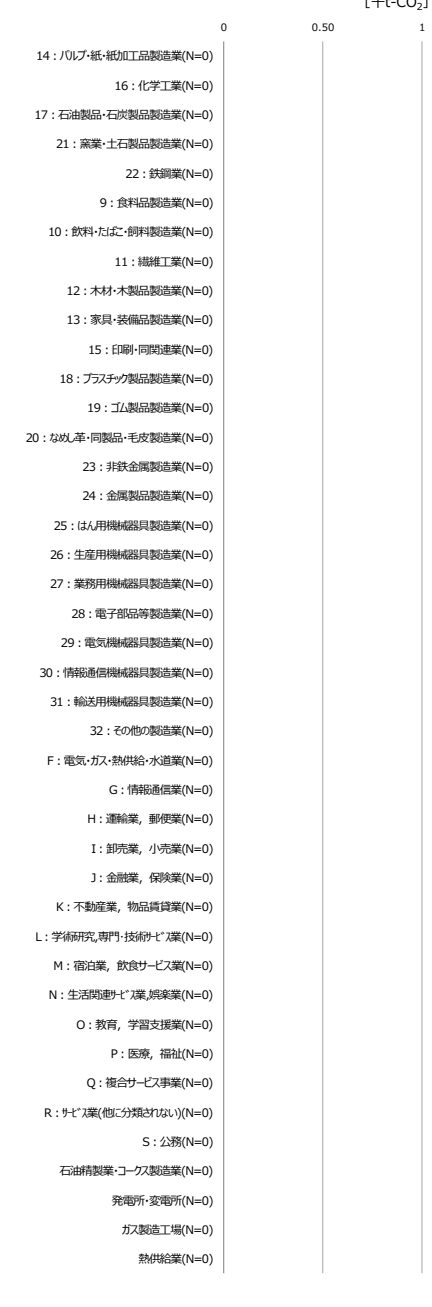 [千t-CO₂]
0 0.50 1
14：パルプ・紙・紙加工品製造業(N=0)
16：化学工業(N=0)
17：石油製品・石炭製品製造業(N=0)
21：窯業・土石製品製造業(N=0)
22：鉄鋼業(N=0)
9：食料品製造業(N=0)
10：飲料・たばこ・飼料製造業(N=0)
11：繊維工業(N=0)
12：木材・木製品製造業(N=0)
13：家具・装備品製造業(N=0)
15：印刷・同関連業(N=0)
18：プラスチック製品製造業(N=0)
19：ゴム製品製造業(N=0)
20：なめし革・同製品・毛皮製造業(N=0)
23：非鉄金属製造業(N=0)
24：金属製品製造業(N=0)
25：はん用機械器具製造業(N=0)
26：生産用機械器具製造業(N=0)
27：業務用機械器具製造業(N=0)
28：電子部品等製造業(N=0)
29：電気機械器具製造業(N=0)
30：情報通信機械器具製造業(N=0)
31：輸送用機械器具製造業(N=0)
32：その他の製造業(N=0)
F：電気・ガス・熱供給・水道業(N=0)
G：情報通信業(N=0)
H：運輸業，郵便業(N=0)
I：卸売業，小売業(N=0)
J：金融業，保険業(N=0)
K：不動産業，物品賃貸業(N=0)
L：学術研究,専門・技術ｻｰﾋﾞｽ業(N=0)
M：宿泊業，飲食サービス業(N=0)
N：生活関連ｻｰﾋﾞｽ業,娯楽業(N=0)
O：教育，学習支援業(N=0)
P：医療，福祉(N=0)
Q：複合サービス事業(N=0)
R：ｻｰﾋﾞｽ業(他に分類されない)(N=0)
S：公務(N=0)
石油精製業・コークス製造業(N=0)
発電所・変電所(N=0)
ガス製造工場(N=0)
熱供給業(N=0)